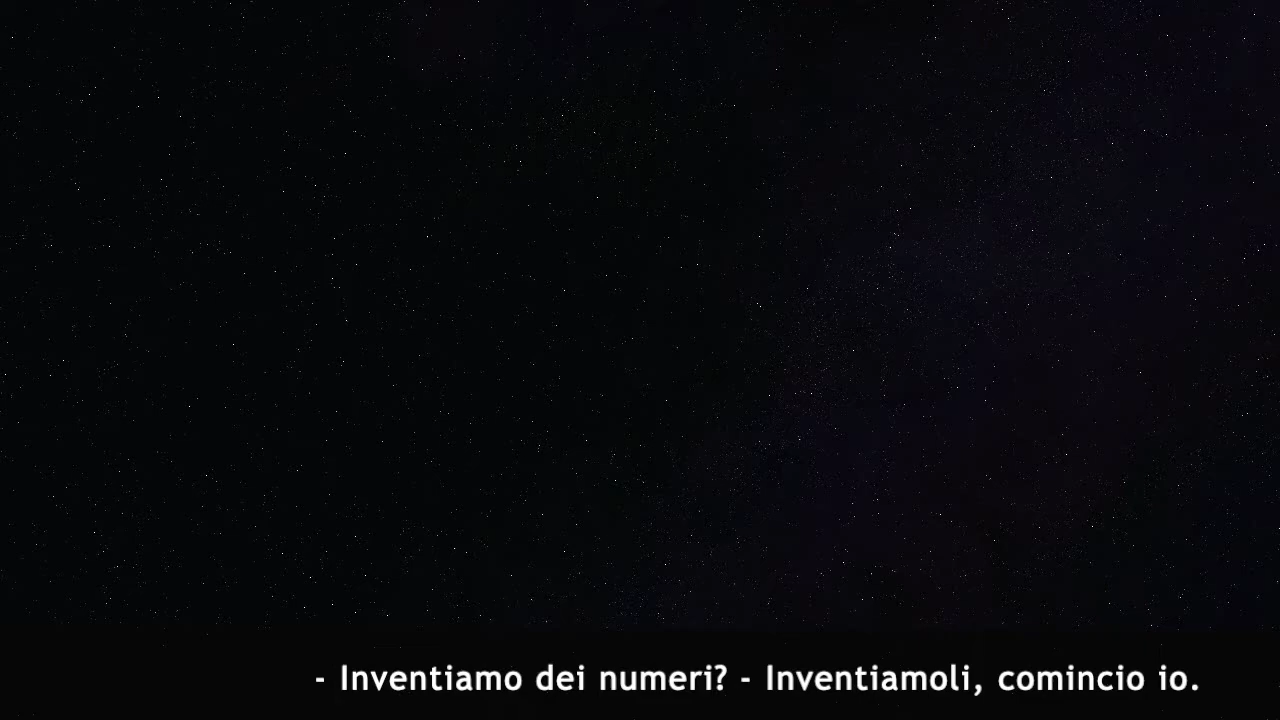 - Inventiamo dei numeri? - Inventiamoli, comincio io.